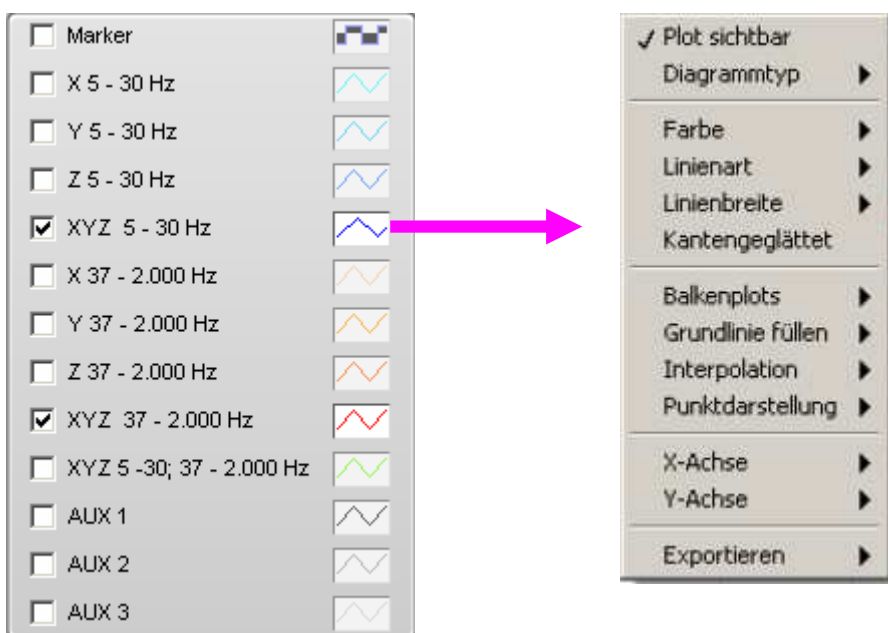 Marker
X 5 - 30 Hz
Y 5 - 30 Hz
Z 5 - 30 Hz
XYZ 5 - 30 Hz
X 37 - 2.000 Hz
Y 37 - 2.000 Hz
Z 37 - 2.000 Hz
XYZ 37 - 2.000 Hz
XYZ 5 -30; 37 - 2.000 Hz
AUX 1
AUX 2
AUX 3
Plot sichtbar
Diagrammtyp
Farbe
Linienart
Linienbreite
Kantengeglättet
Balkenplots
Grundlinie füllen
Interpolation
Punktdarstellung
X-Achse
Y-Achse
Exportieren